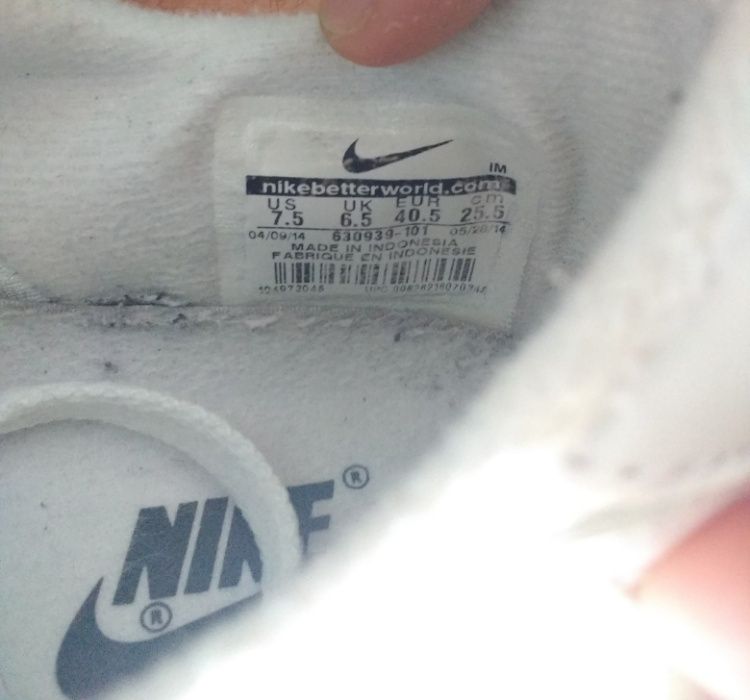 IM
nikebetterworld.com
US UK EUR cm
7.5 6.5 40.5 25.5
04/09/14 630939-101 05/28/14
MADE IN INDONESIA
FABRIQUE EN INDONESIE
UPC
NIKE ®
®